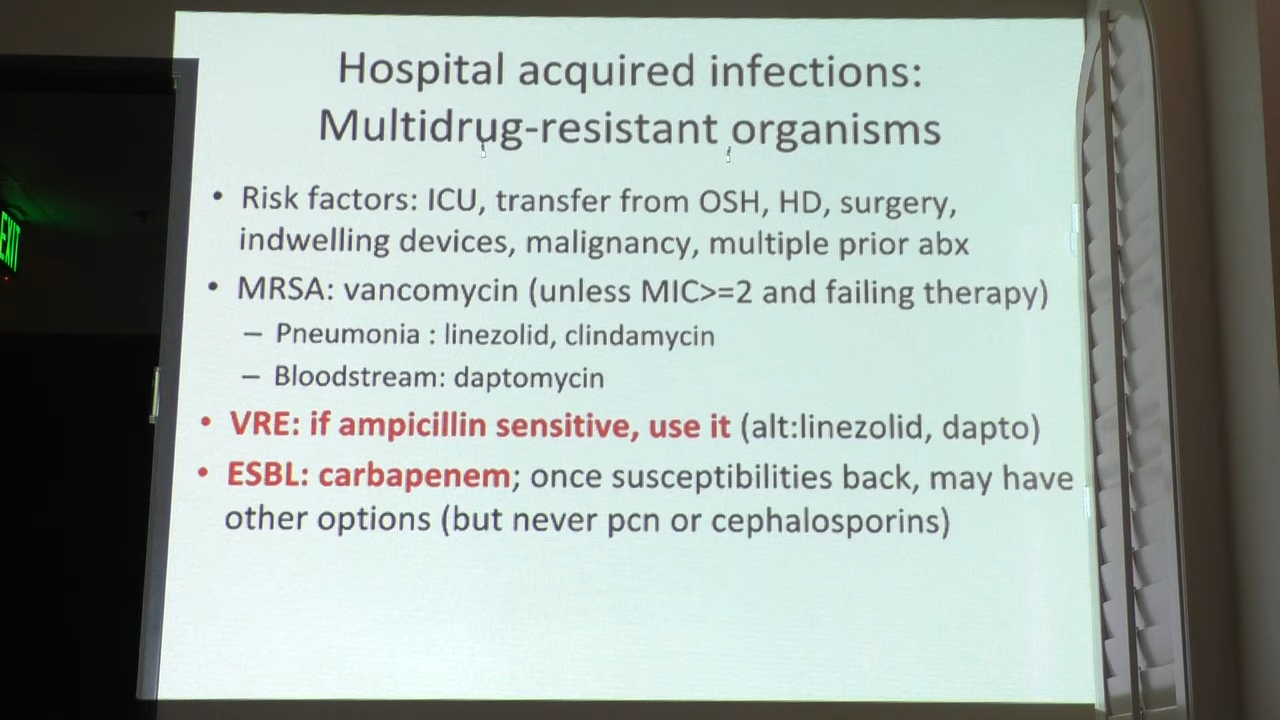 Hospital acquired infections:
Multidrug-resistant organisms
• Risk factors: ICU, transfer from OSH, HD, surgery,
indwelling devices, malignancy, multiple prior abx
• MRSA: vancomycin (unless MIC>=2 and failing therapy)
– Pneumonia : linezolid, clindamycin
– Bloodstream: daptomycin
• VRE: if ampicillin sensitive, use it (alt:linezolid, dapto)
• ESBL: carbapenem; once susceptibilities back, may have
other options (but never pcn or cephalosporins)
EXIT